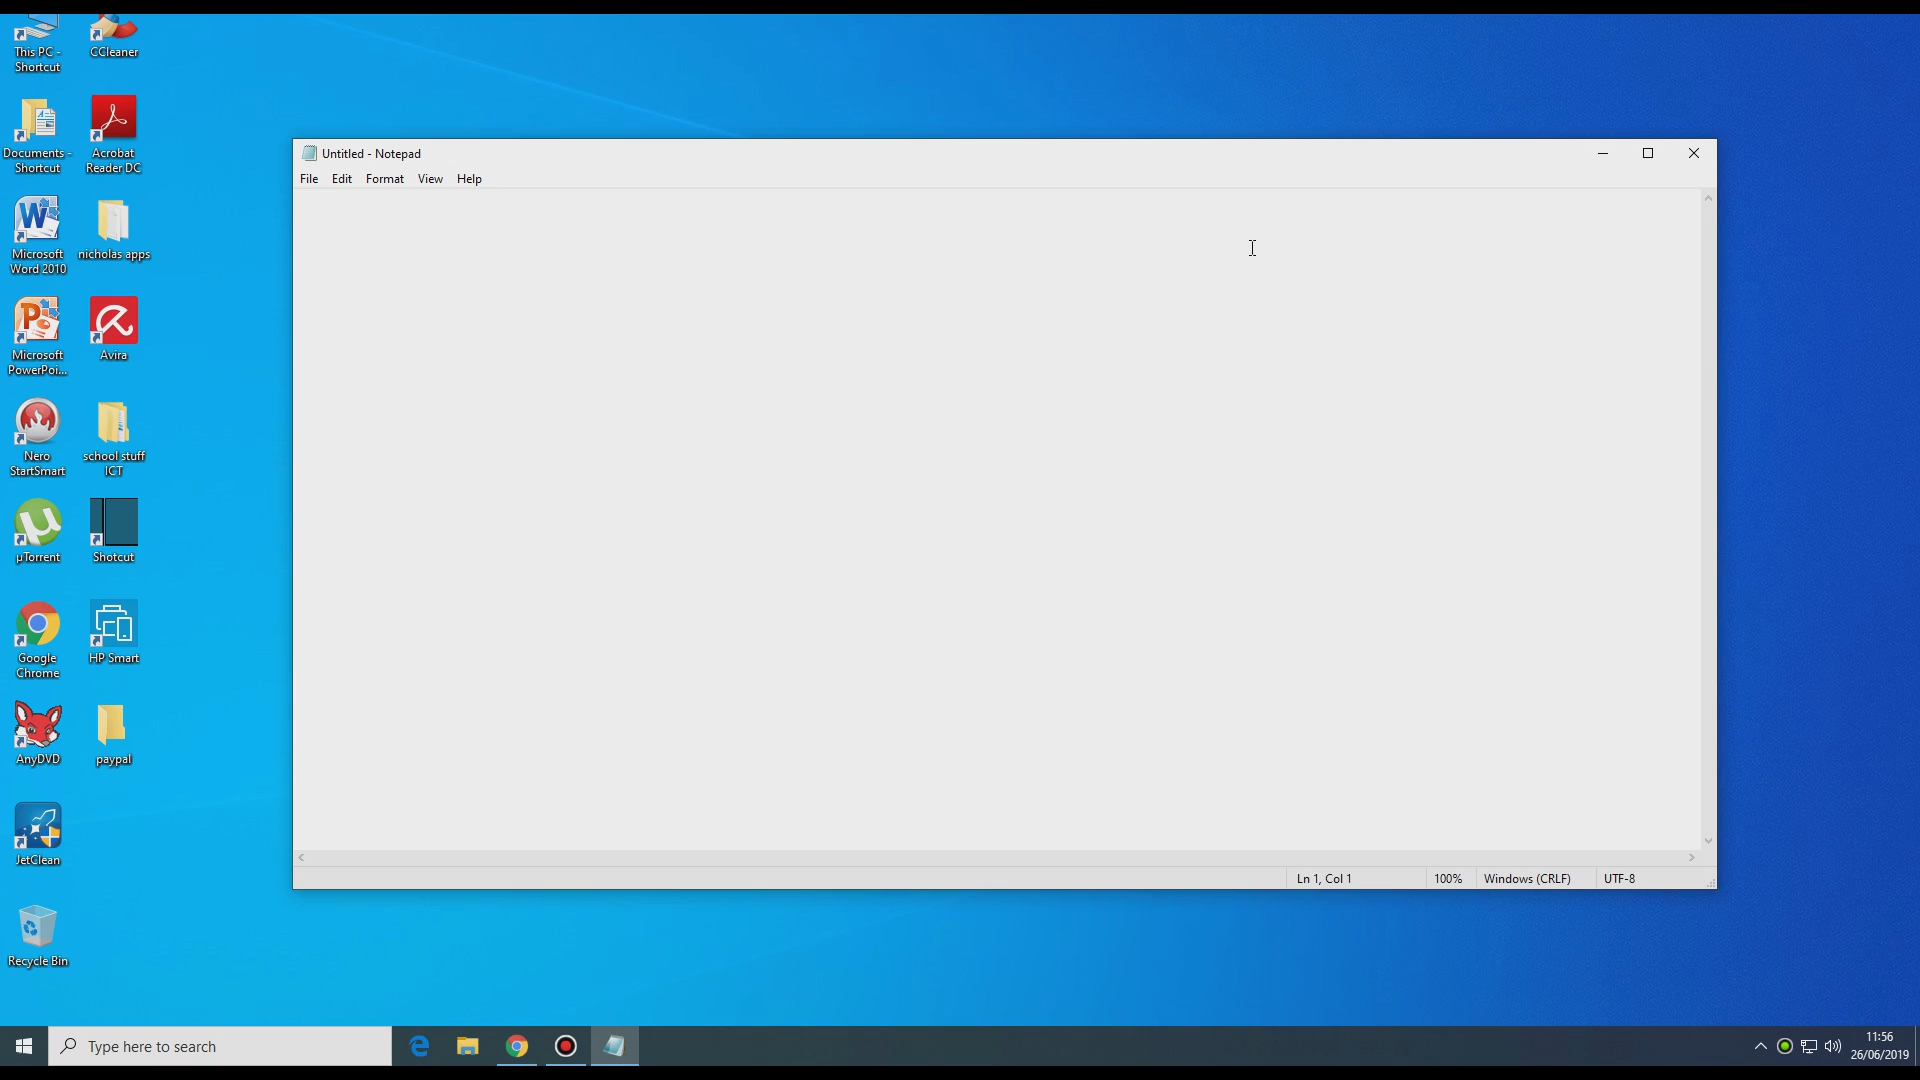 This PC -
Shortcut
CCleaner
Documents -
Shortcut
Acrobat
Reader DC
Microsoft
Word 2010
nicholas apps
Microsoft
PowerPoi...
Avira
Nero
StartSmart
school stuff
ICT
µTorrent
Shotcut
Google
Chrome
HP Smart
AnyDVD
paypal
JetClean
Recycle Bin
Untitled - Notepad
File Edit Format View Help
Ln 1, Col 1 100% Windows (CRLF) UTF-8
Type here to search
11:56
26/06/2019